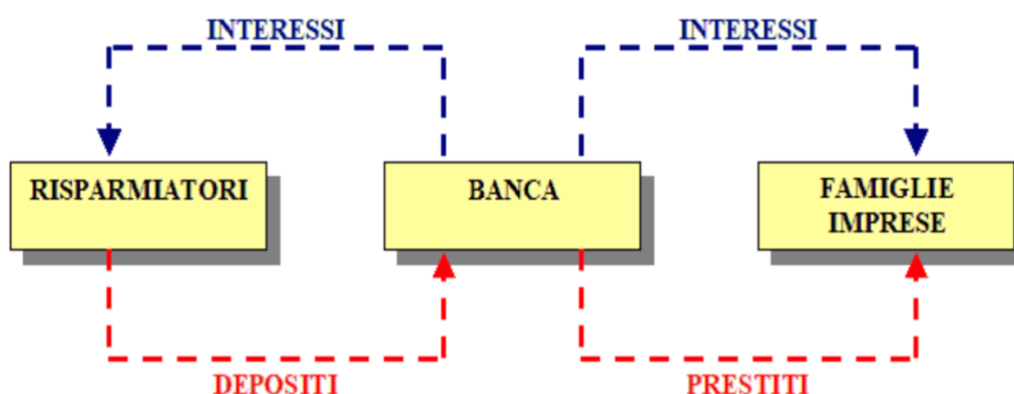 INTERESSI
INTERESSI
RISPARMIATORI
BANCA
FAMIGLIE
IMPRESE
DEPOSITI
PRESTITI